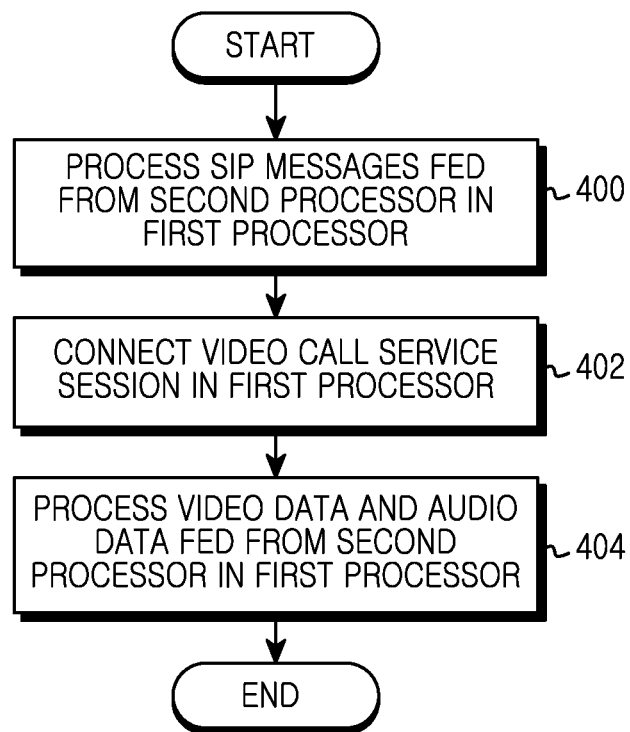 START
PROCESS SIP MESSAGES FED
FROM SECOND PROCESSOR IN
FIRST PROCESSOR
400
CONNECT VIDEO CALL SERVICE
SESSION IN FIRST PROCESSOR
402
PROCESS VIDEO DATA AND AUDIO
DATA FED FROM SECOND
PROCESSOR IN FIRST PROCESSOR
404
END